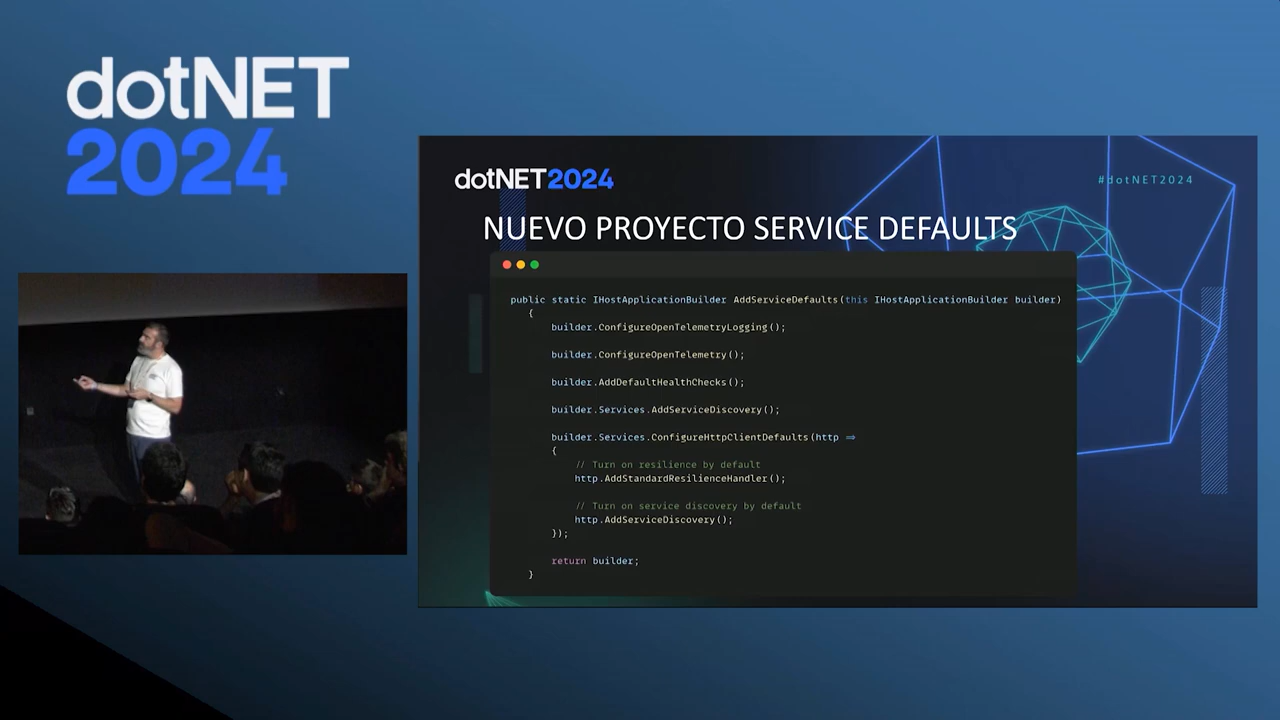 dotNET
2024
dotNET2024
#dotNET2024
NUEVO PROYECTO SERVICE DEFAULTS
public static IHostApplicationBuilder AddServiceDefaults(this IHostApplicationBuilder builder)
{
builder.ConfigureOpenTelemetryLogging();
builder.ConfigureOpenTelemetry();
builder.AddDefaultHealthChecks();
builder.Services.AddServiceDiscovery();
builder.Services.ConfigureHttpClientDefaults(http =>
{
// Turn on resilience by default
http.AddStandardResilienceHandler();
// Turn on service discovery by default
http.AddServiceDiscovery();
});
return builder;
}